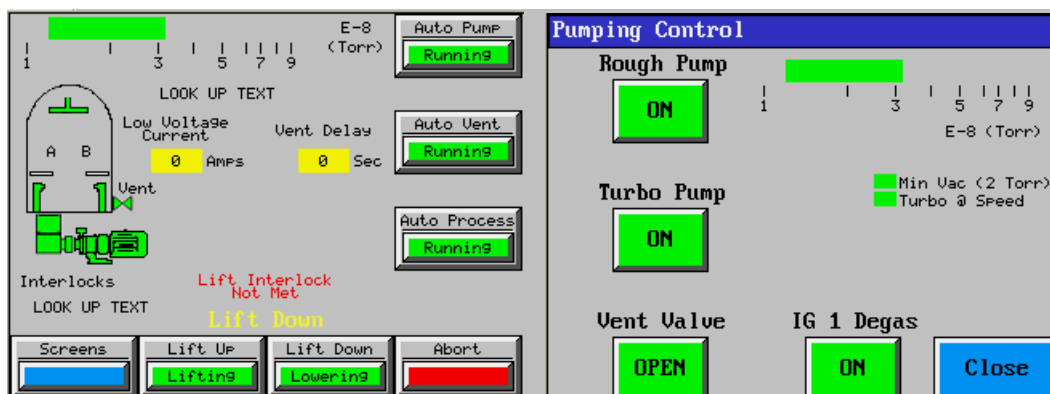 E-8
(Torr)
1 3 5 7 9
LOOK UP TEXT
Low Voltage
Current
0 Amps
Vent Delay
0 Sec
A B
Vent
Interlocks
LOOK UP TEXT
Lift Interlock
Not Met
Lift Down
Auto Pump
Running
Auto Vent
Running
Auto Process
Running
Screens
Lift Up
Lifting
Lift Down
Lowering
Abort
Pumping Control
Rough Pump
ON
1 3 5 7 9
E-8 (Torr)
Min Vac (2 Torr)
Turbo @ Speed
Turbo Pump
ON
Vent Valve
OPEN
IG 1 Degas
ON
Close